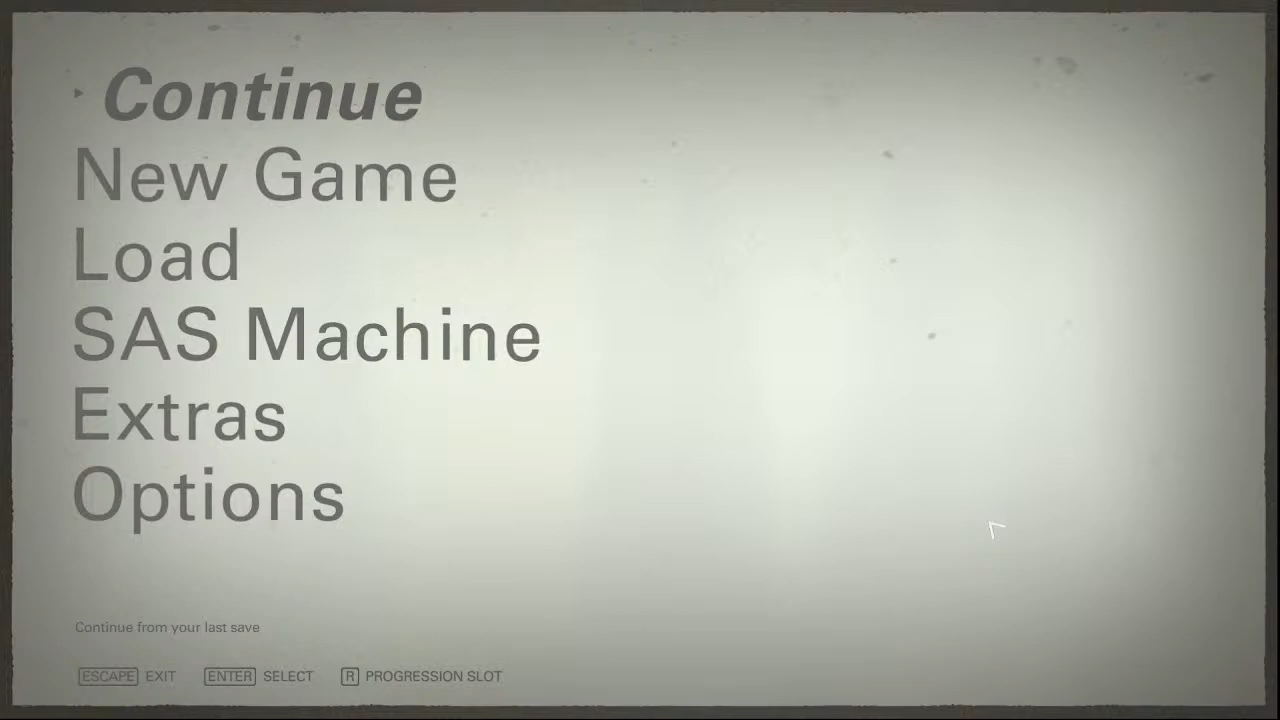 Continue
New Game
Load
SAS Machine
Extras
Options
Continue from your last save
ESCAPE EXIT ENTER SELECT R PROGRESSION SLOT